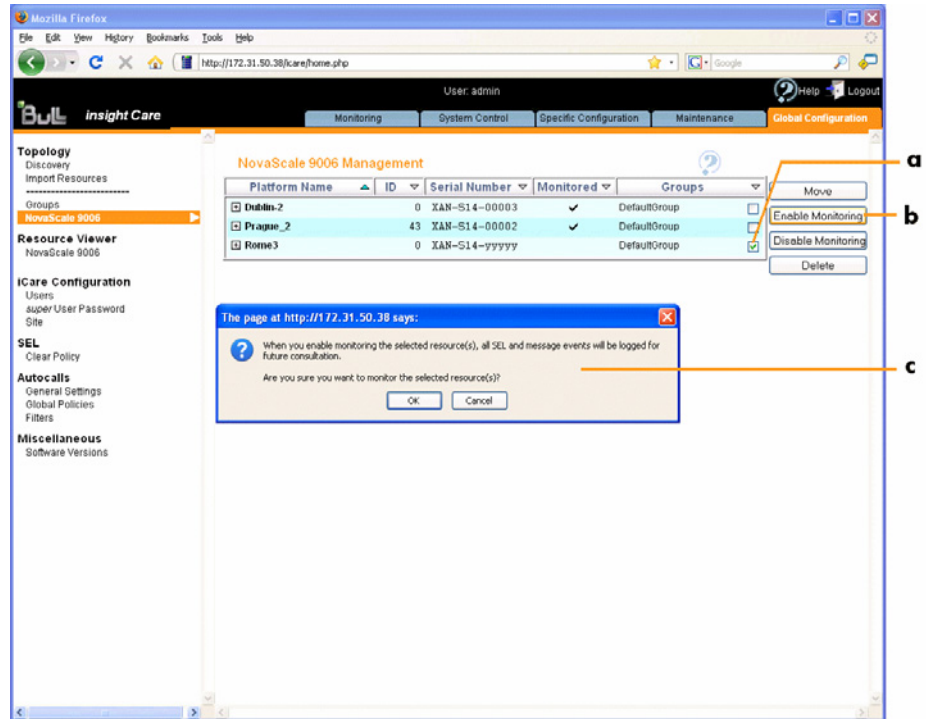 Mozilla Firefox
File Edit View History Bookmarks Tools Help
http://172.31.50.38/icare/home.php
Google
User: admin
Help Logout
Bull insight Care
Monitoring System Control Specific Configuration Maintenance Global Configuration
Topology
Discovery
Import Resources
-------------------------
Groups
NovaScale 9006
Resource Viewer
NovaScale 9006
iCare Configuration
Users
super User Password
Site
SEL
Clear Policy
Autocalls
General Settings
Global Policies
Filters
Miscellaneous
Software Versions
NovaScale 9006 Management
Platform Name ID Serial Number Monitored Groups
Dublin-2 0 XAN-S14-00003 DefaultGroup
Prague_2 43 XAN-S14-00002 DefaultGroup
Rome3 0 XAN-S14-yyyyy DefaultGroup
Move
Enable Monitoring
Disable Monitoring
Delete
a
b
The page at http://172.31.50.38 says:
When you enable monitoring the selected resource(s), all SEL and message events will be logged for
future consultation.
Are you sure you want to monitor the selected resource(s)?
OK Cancel
c